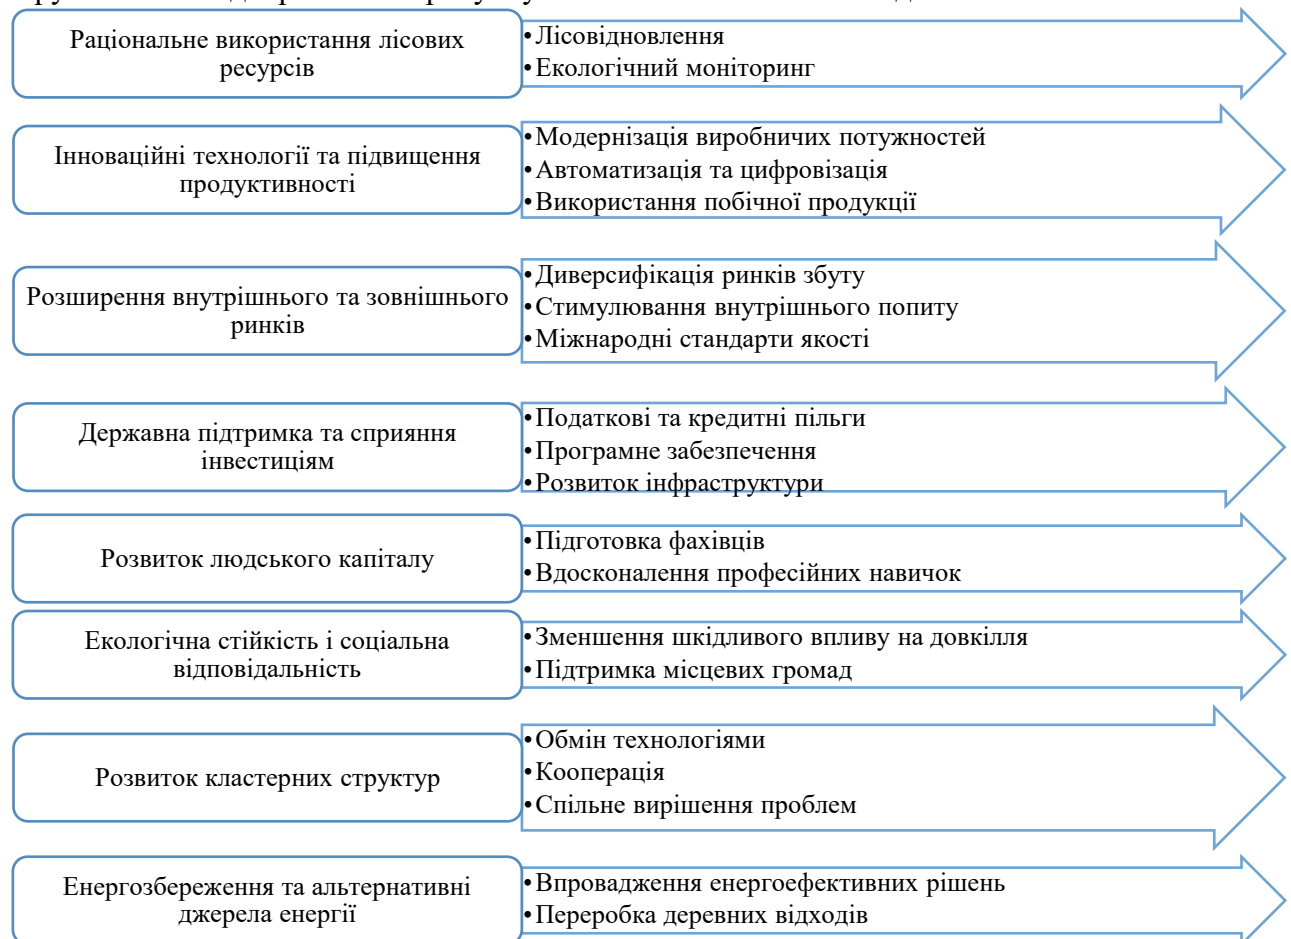 Раціональне використання лісових
ресурсів
•Лісовідновлення
•Екологічний моніторинг
Інноваційні технології та підвищення
продуктивності
•Модернізація виробничих потужностей
•Автоматизація та цифровізація
•Використання побічної продукції
Розширення внутрішнього та зовнішнього
ринків
•Диверсифікація ринків збуту
•Стимулювання внутрішнього попиту
•Міжнародні стандарти якості
Державна підтримка та сприяння
інвестиціям
•Податкові та кредитні пільги
•Програмне забезпечення
•Розвиток інфраструктури
Розвиток людського капіталу
•Підготовка фахівців
•Вдосконалення професійних навичок
Екологічна стійкість і соціальна
відповідальність
•Зменшення шкідливого впливу на довкілля
•Підтримка місцевих громад
Розвиток кластерних структур
•Обмін технологіями
•Кооперація
•Спільне вирішення проблем
Енергозбереження та альтернативні
джерела енергії
•Впровадження енергоефективних рішень
•Переробка деревних відходів